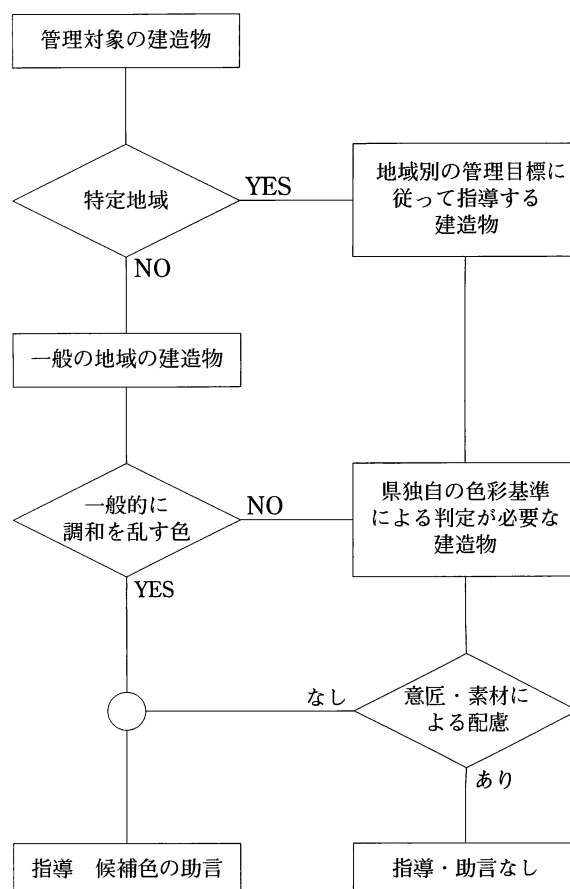 管理対象の建造物
特定地域
YES
地域別の管理目標に
従って指導する
建造物
NO
一般の地域の建造物
一般的に
調和を乱す色
NO
県独自の色彩基準
による判定が必要な
建造物
YES
なし
意匠・素材に
よる配慮
あり
指導　候補色の助言
指導・助言なし